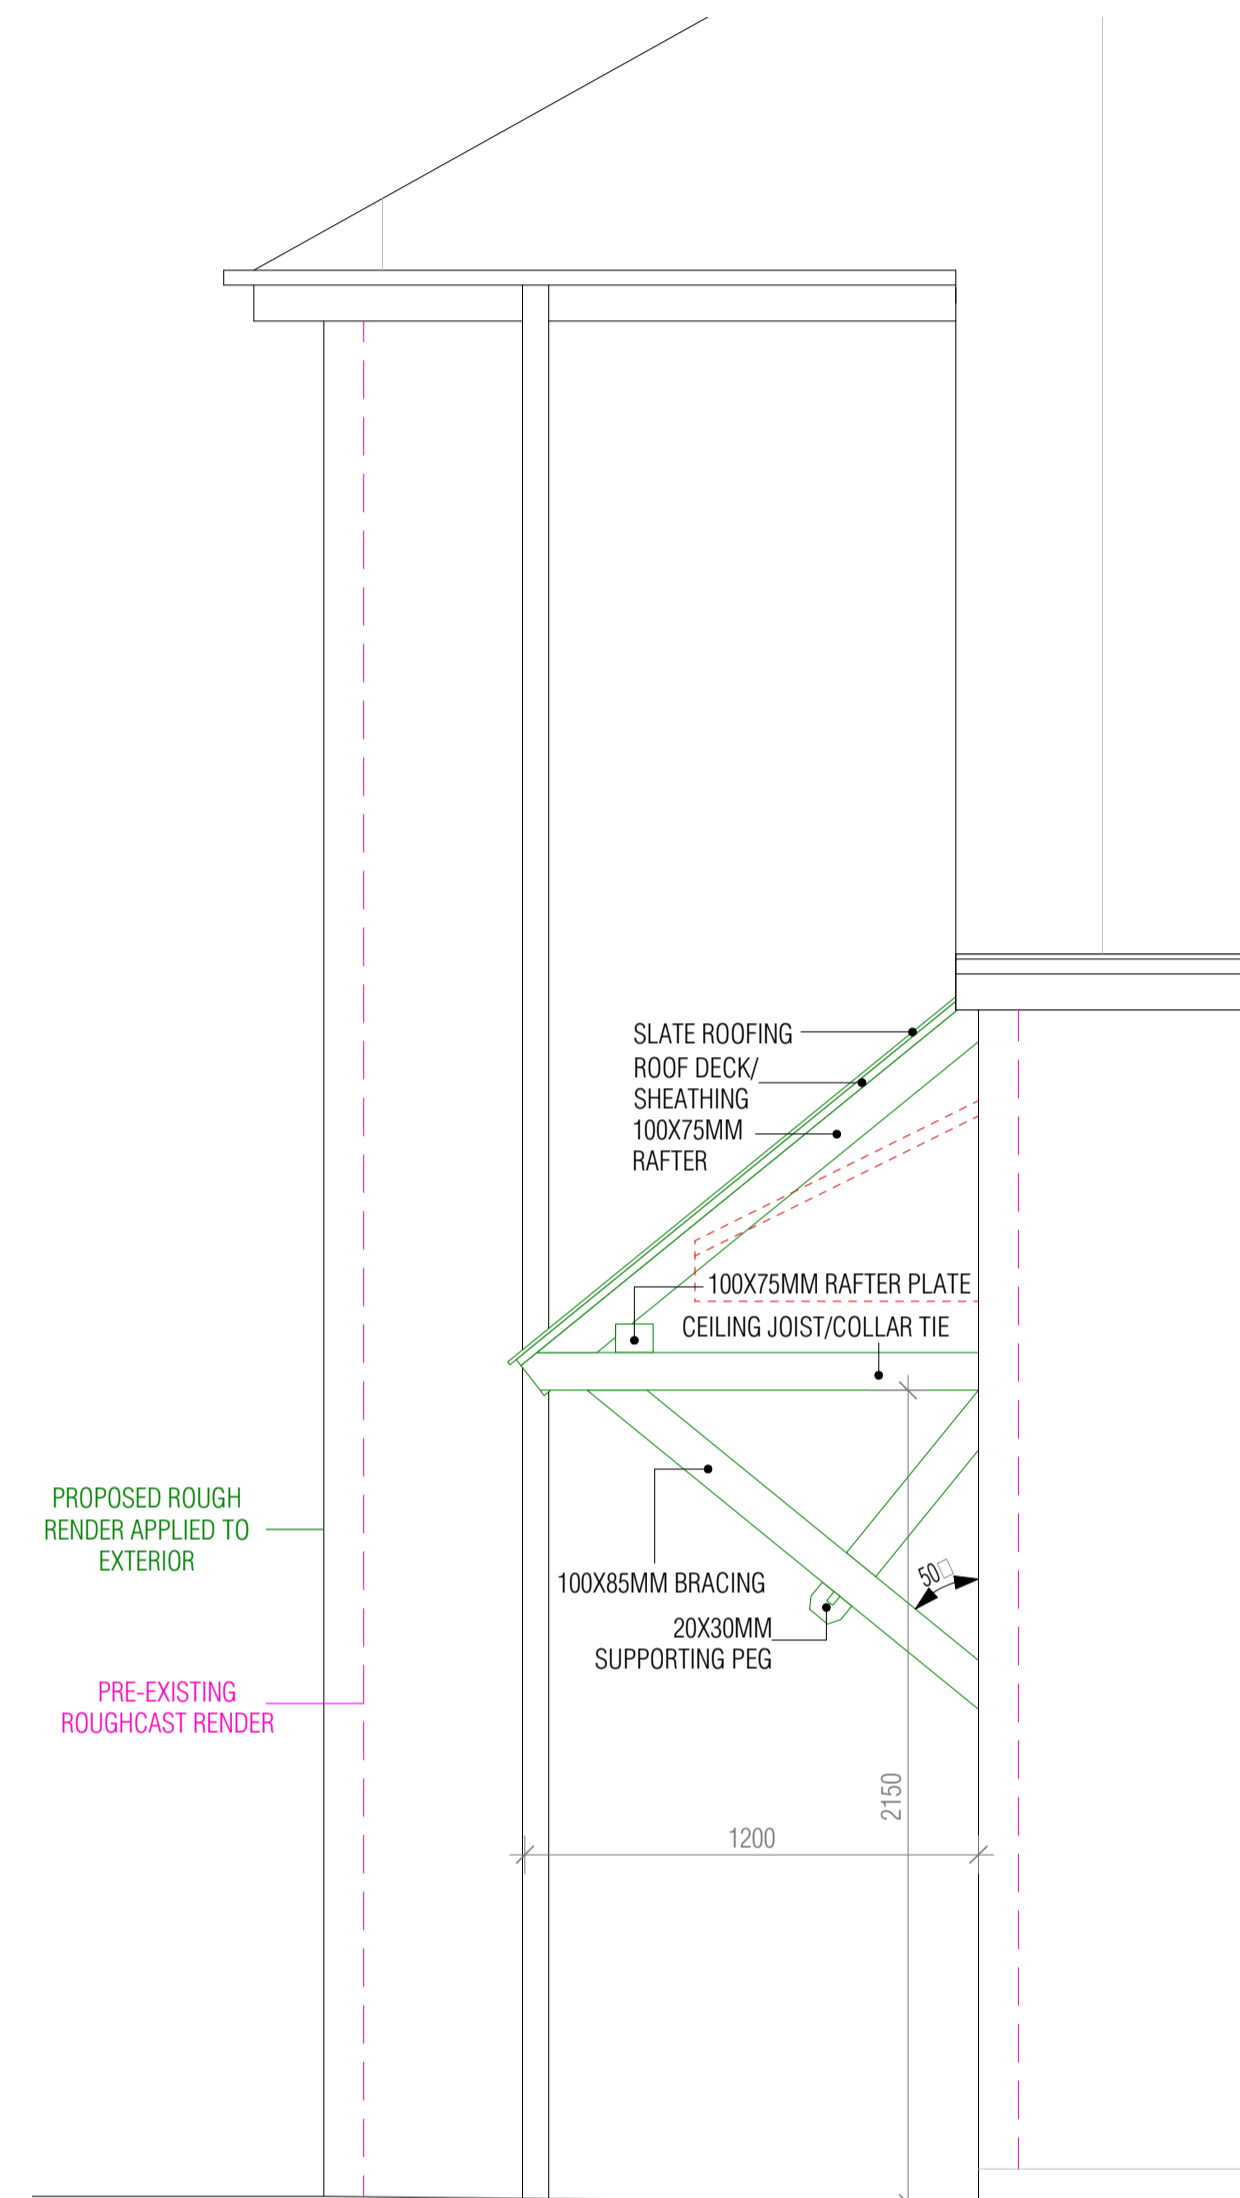 SLATE ROOFING
ROOF DECK/
SHEATHING
100X75MM
RAFTER
100X75MM RAFTER PLATE
CEILING JOIST/COLLAR TIE
PROPOSED ROUGH
RENDER APPLIED TO
EXTERIOR
50□
100X85MM BRACING
20X30MM
SUPPORTING PEG
PRE-EXISTING
ROUGHCAST RENDER
2150
1200